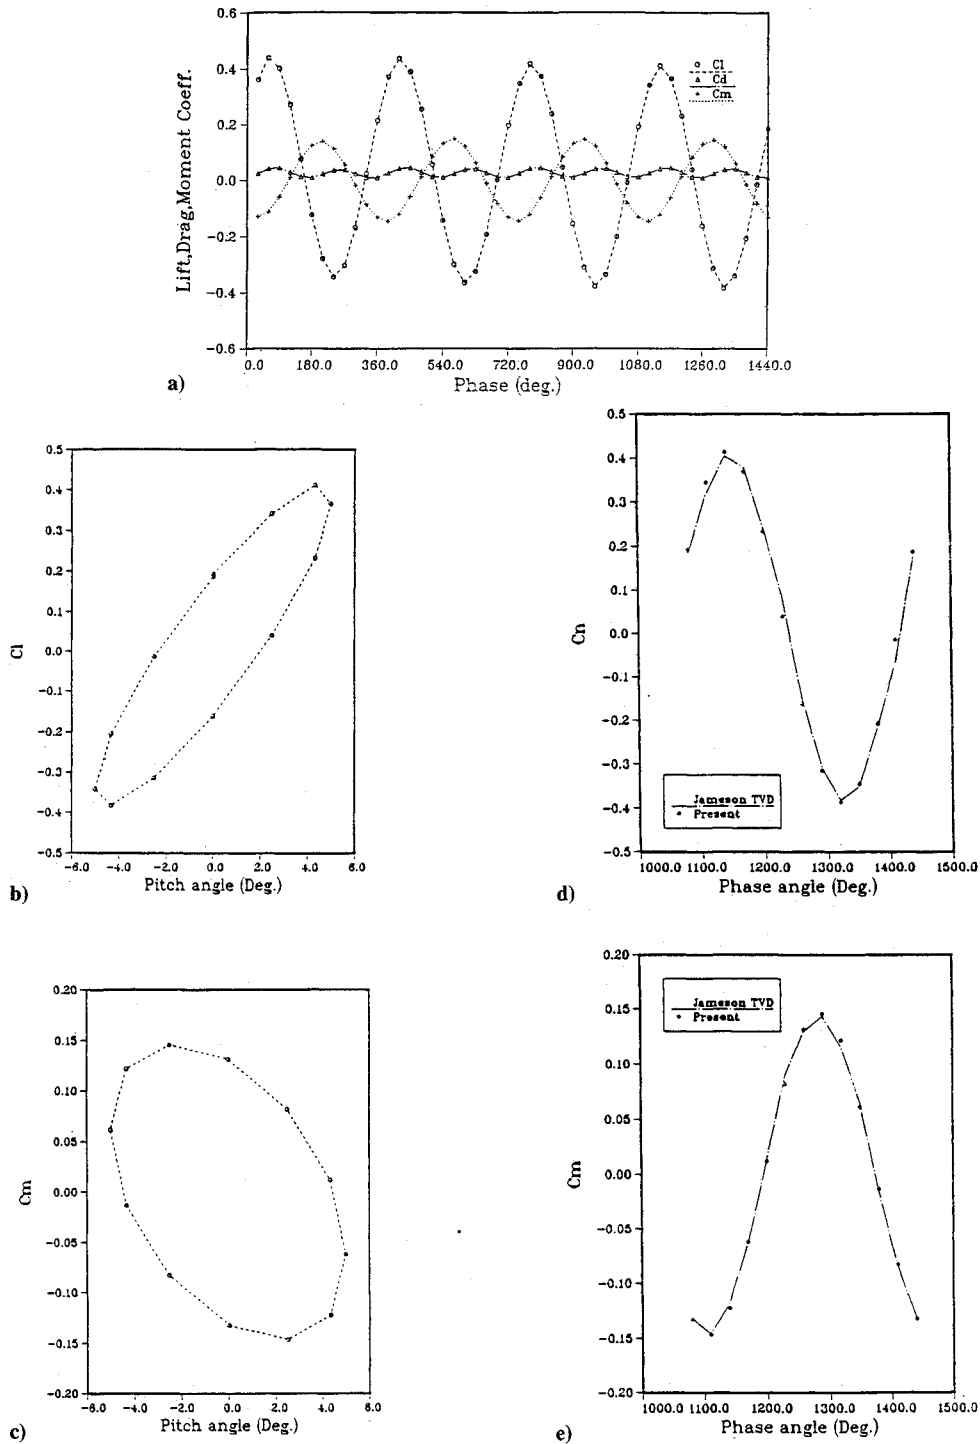 0.6
0.4
0.2
0.0
−0.2
−0.4
−0.6
Lift,Drag,Moment Coeff.
Cl
Cd
Cm
0.0 180.0 360.0 540.0 720.0 900.0 1080.0 1260.0 1440.0
Phase (deg.)
a)
0.5
0.4
0.3
0.2
0.1
0.0
−0.1
−0.2
−0.3
−0.4
−0.5
Cl
−6.0 −4.0 −2.0 0.0 2.0 4.0 6.0
Pitch angle (Deg.)
b)
0.5
0.4
0.3
0.2
0.1
0.0
−0.1
−0.2
−0.3
−0.4
−0.5
Cn
Jameson TVD
Present
1000.0 1100.0 1200.0 1300.0 1400.0 1500.0
Phase angle (Deg.)
d)
0.20
0.15
0.10
0.05
0.00
−0.05
−0.10
−0.15
−0.20
Cm
−6.0 −4.0 −2.0 0.0 2.0 4.0 6.0
Pitch angle (Deg.)
c)
0.20
0.15
0.10
0.05
0.00
−0.05
−0.10
−0.15
−0.20
Cm
Jameson TVD
Present
1000.0 1100.0 1200.0 1300.0 1400.0 1500.0
Phase angle (Deg.)
e)